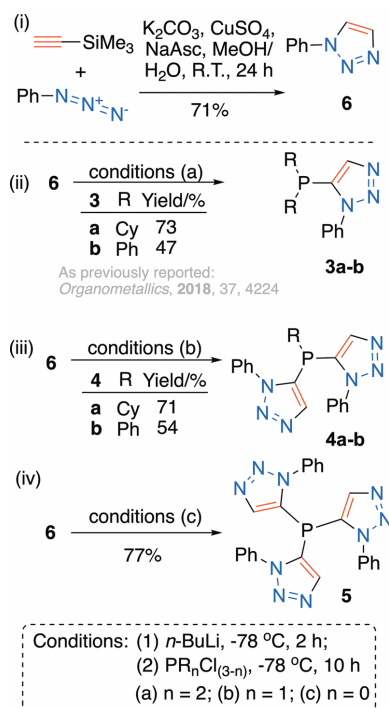 (i)
K₂CO₃, CuSO₄,
NaAsc, MeOH/
H₂O, R.T., 24 h
71%
SiMe₃
+
Ph N N⁺ N⁻
Ph N N N
6
(ii) 6 conditions (a)
3 R Yield/%
a Cy 73
b Ph 47
As previously reported:
Organometallics, 2018, 37, 4224
R P R N N N Ph
3a-b
(iii) 6 conditions (b)
4 R Yield/%
a Cy 71
b Ph 54
R P Ph N N N N N N Ph
4a-b
(iv) 6 conditions (c)
77%
N N N Ph P N N N Ph Ph N N N
5
Conditions: (1) n-BuLi, -78 °C, 2 h;
(2) PRₙCl₍₃₋ₙ₎, -78 °C, 10 h
(a) n = 2; (b) n = 1; (c) n = 0